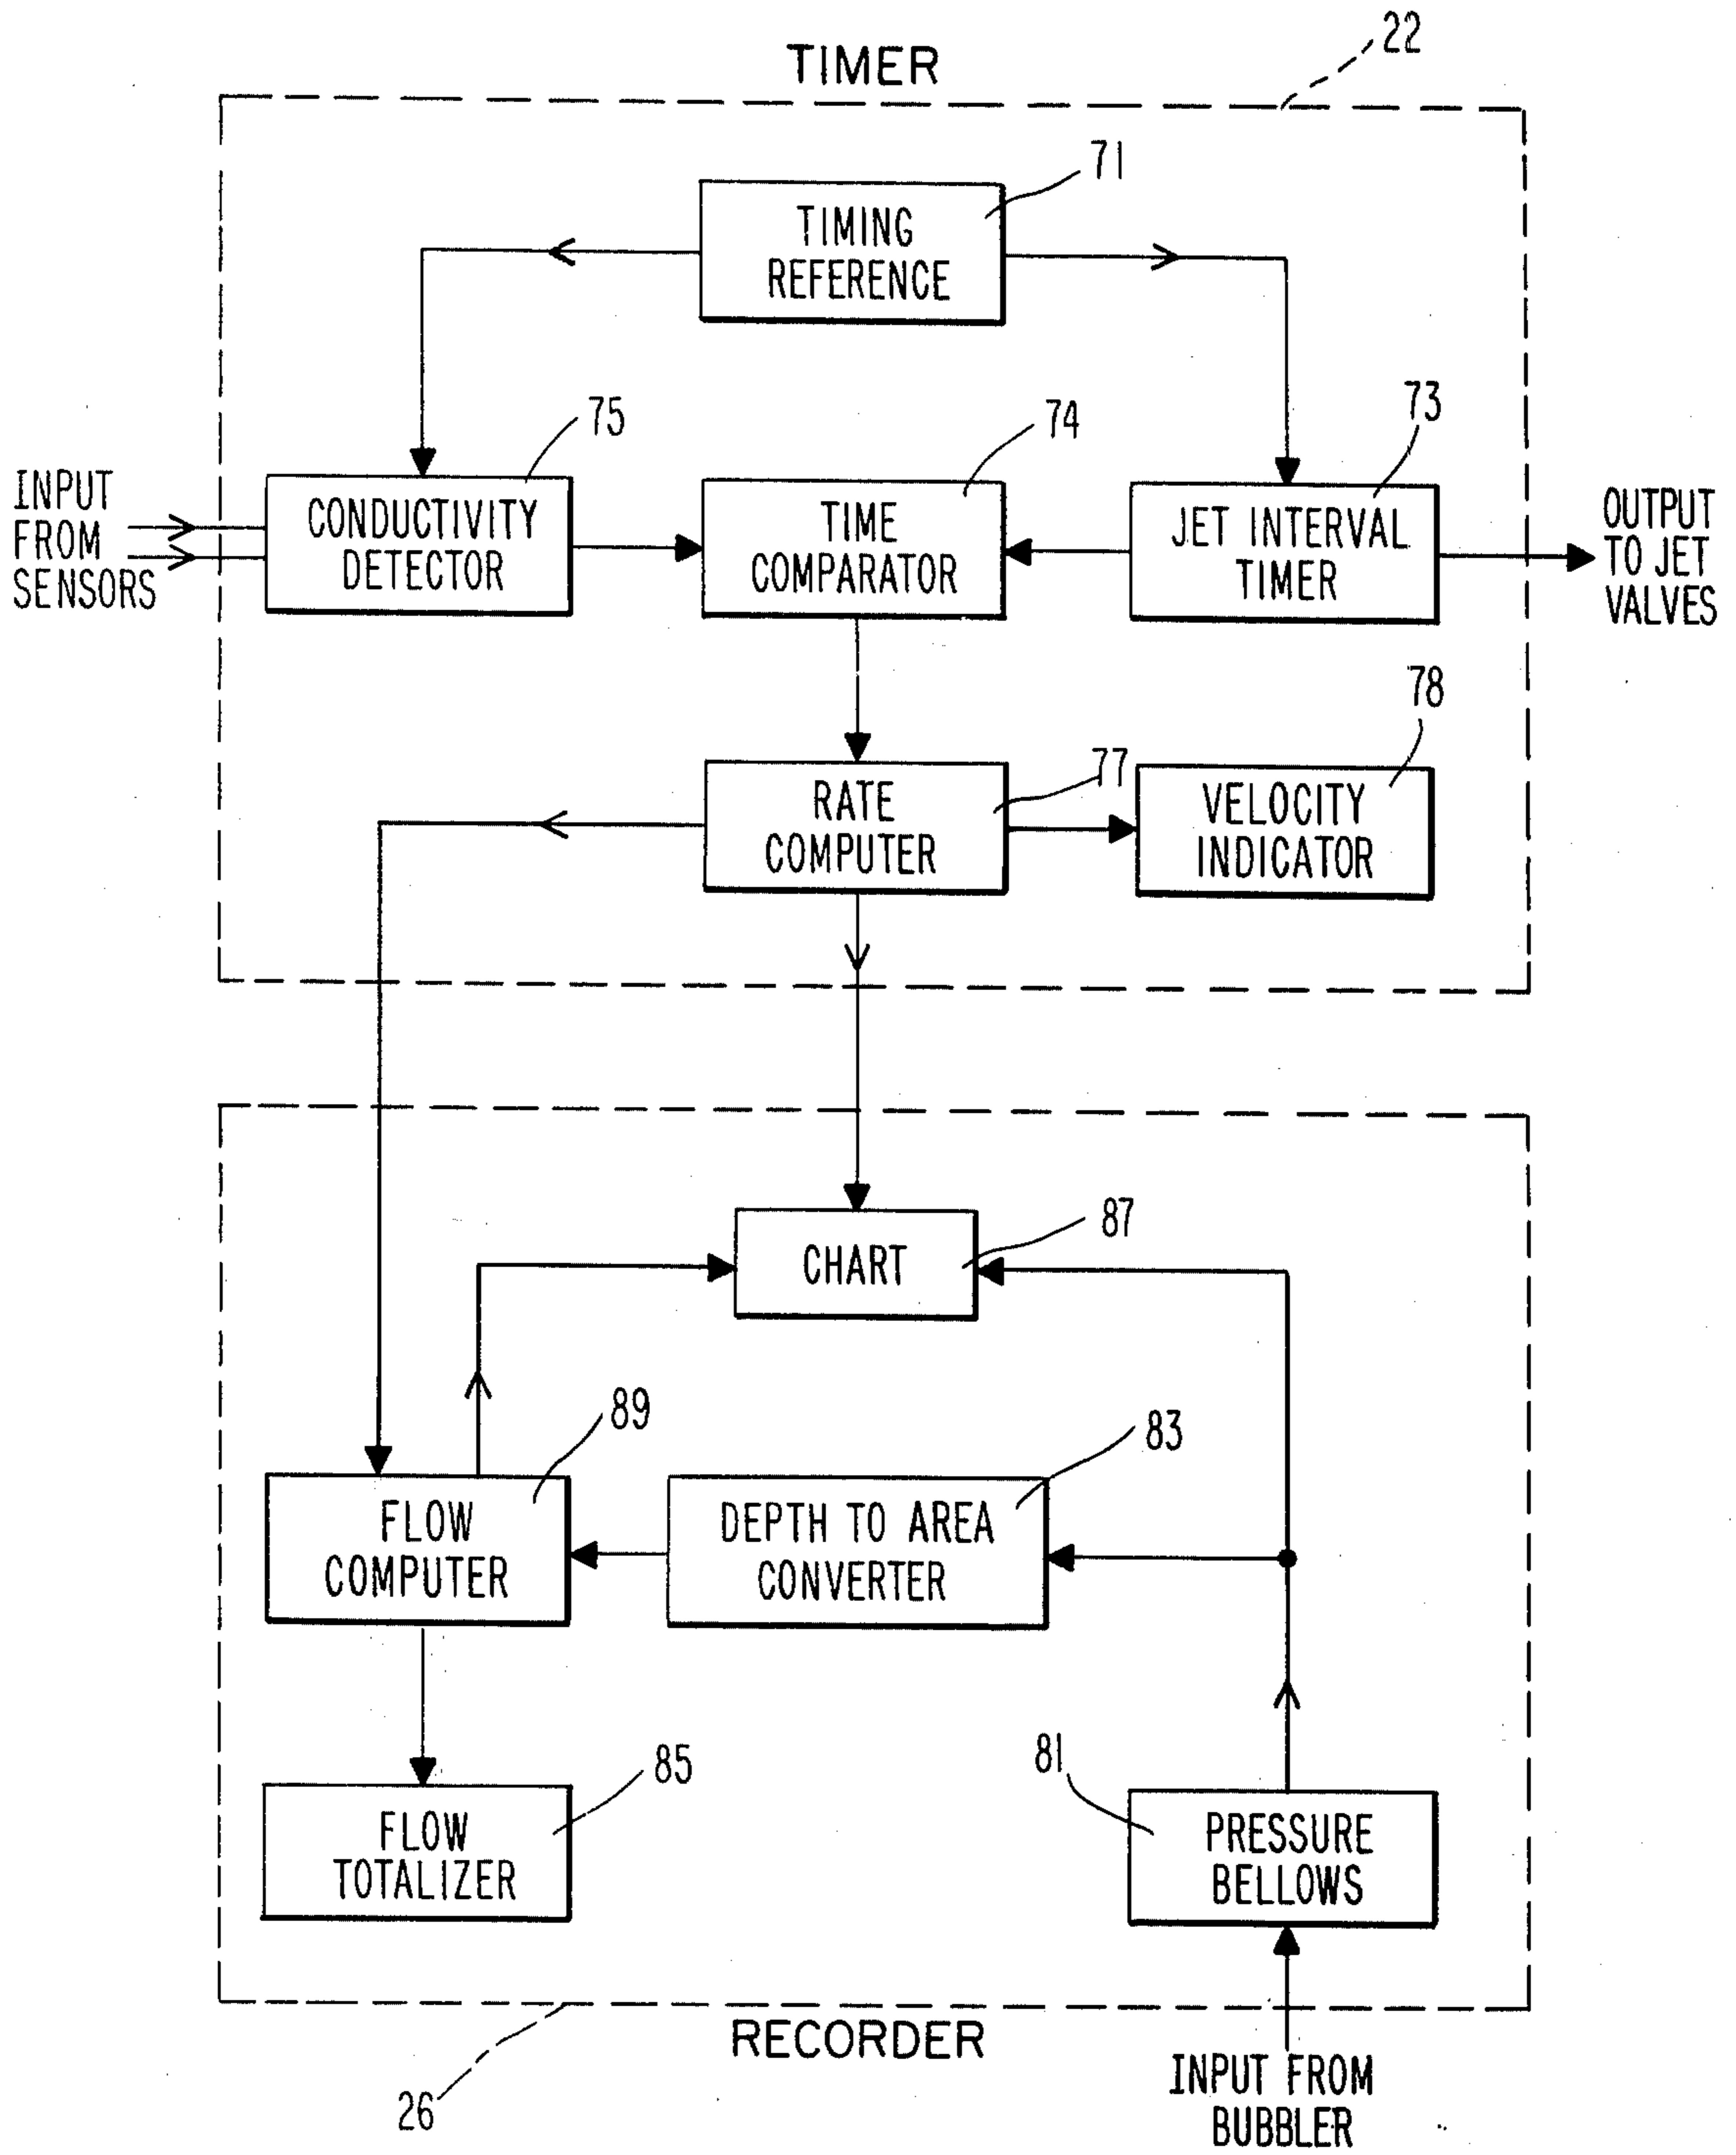 22
TIMER
71
TIMING
REFERENCE
75
74
73
INPUT
FROM
SENSORS
CONDUCTIVITY
DETECTOR
TIME
COMPARATOR
JET INTERVAL
TIMER
OUTPUT
TO JET
VALVES
78
77
RATE
COMPUTER
VELOCITY
INDICATOR
87
CHART
89
83
FLOW
COMPUTER
DEPTH TO AREA
CONVERTER
85
81
FLOW
TOTALIZER
PRESSURE
BELLOWS
RECORDER
26
INPUT FROM
BUBBLER